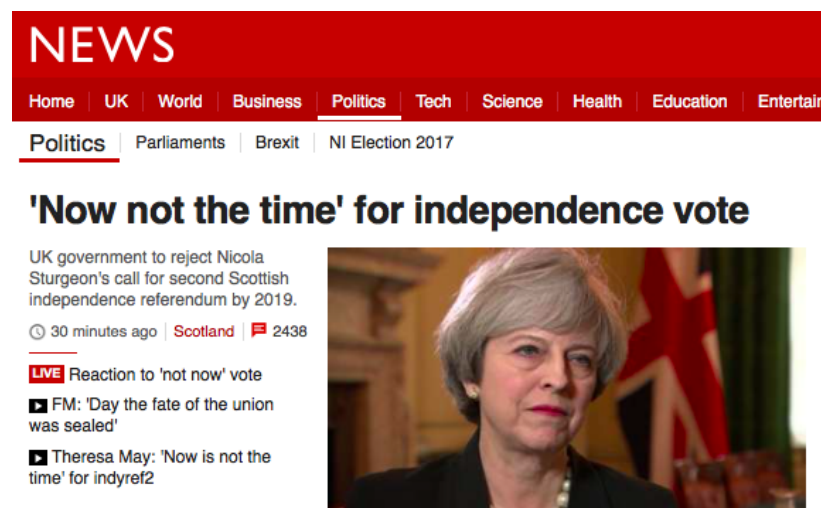 NEWS
Home UK World Business Politics Tech Science Health Education
Politics Parliaments Brexit NI Election 2017
'Now not the time' for independence vote
UK government to reject Nicola
Sturgeon's call for second Scottish
independence referendum by 2019.
30 minutes ago Scotland 2438
LIVE Reaction to 'not now' vote
FM: 'Day the fate of the union
was sealed'
Theresa May: 'Now is not the
time' for indyref2